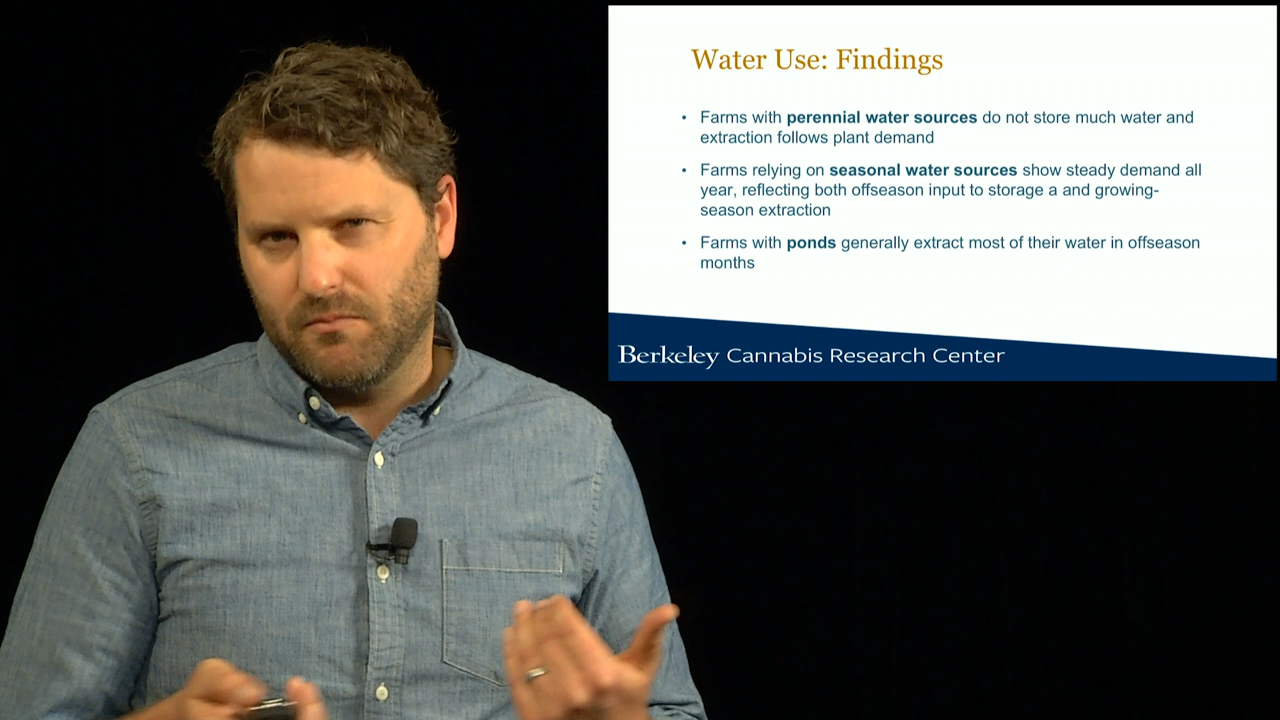 Water Use: Findings
• Farms with perennial water sources do not store much water and
extraction follows plant demand
• Farms relying on seasonal water sources show steady demand all
year, reflecting both offseason input to storage a and growing-
season extraction
• Farms with ponds generally extract most of their water in offseason
months
Berkeley Cannabis Research Center